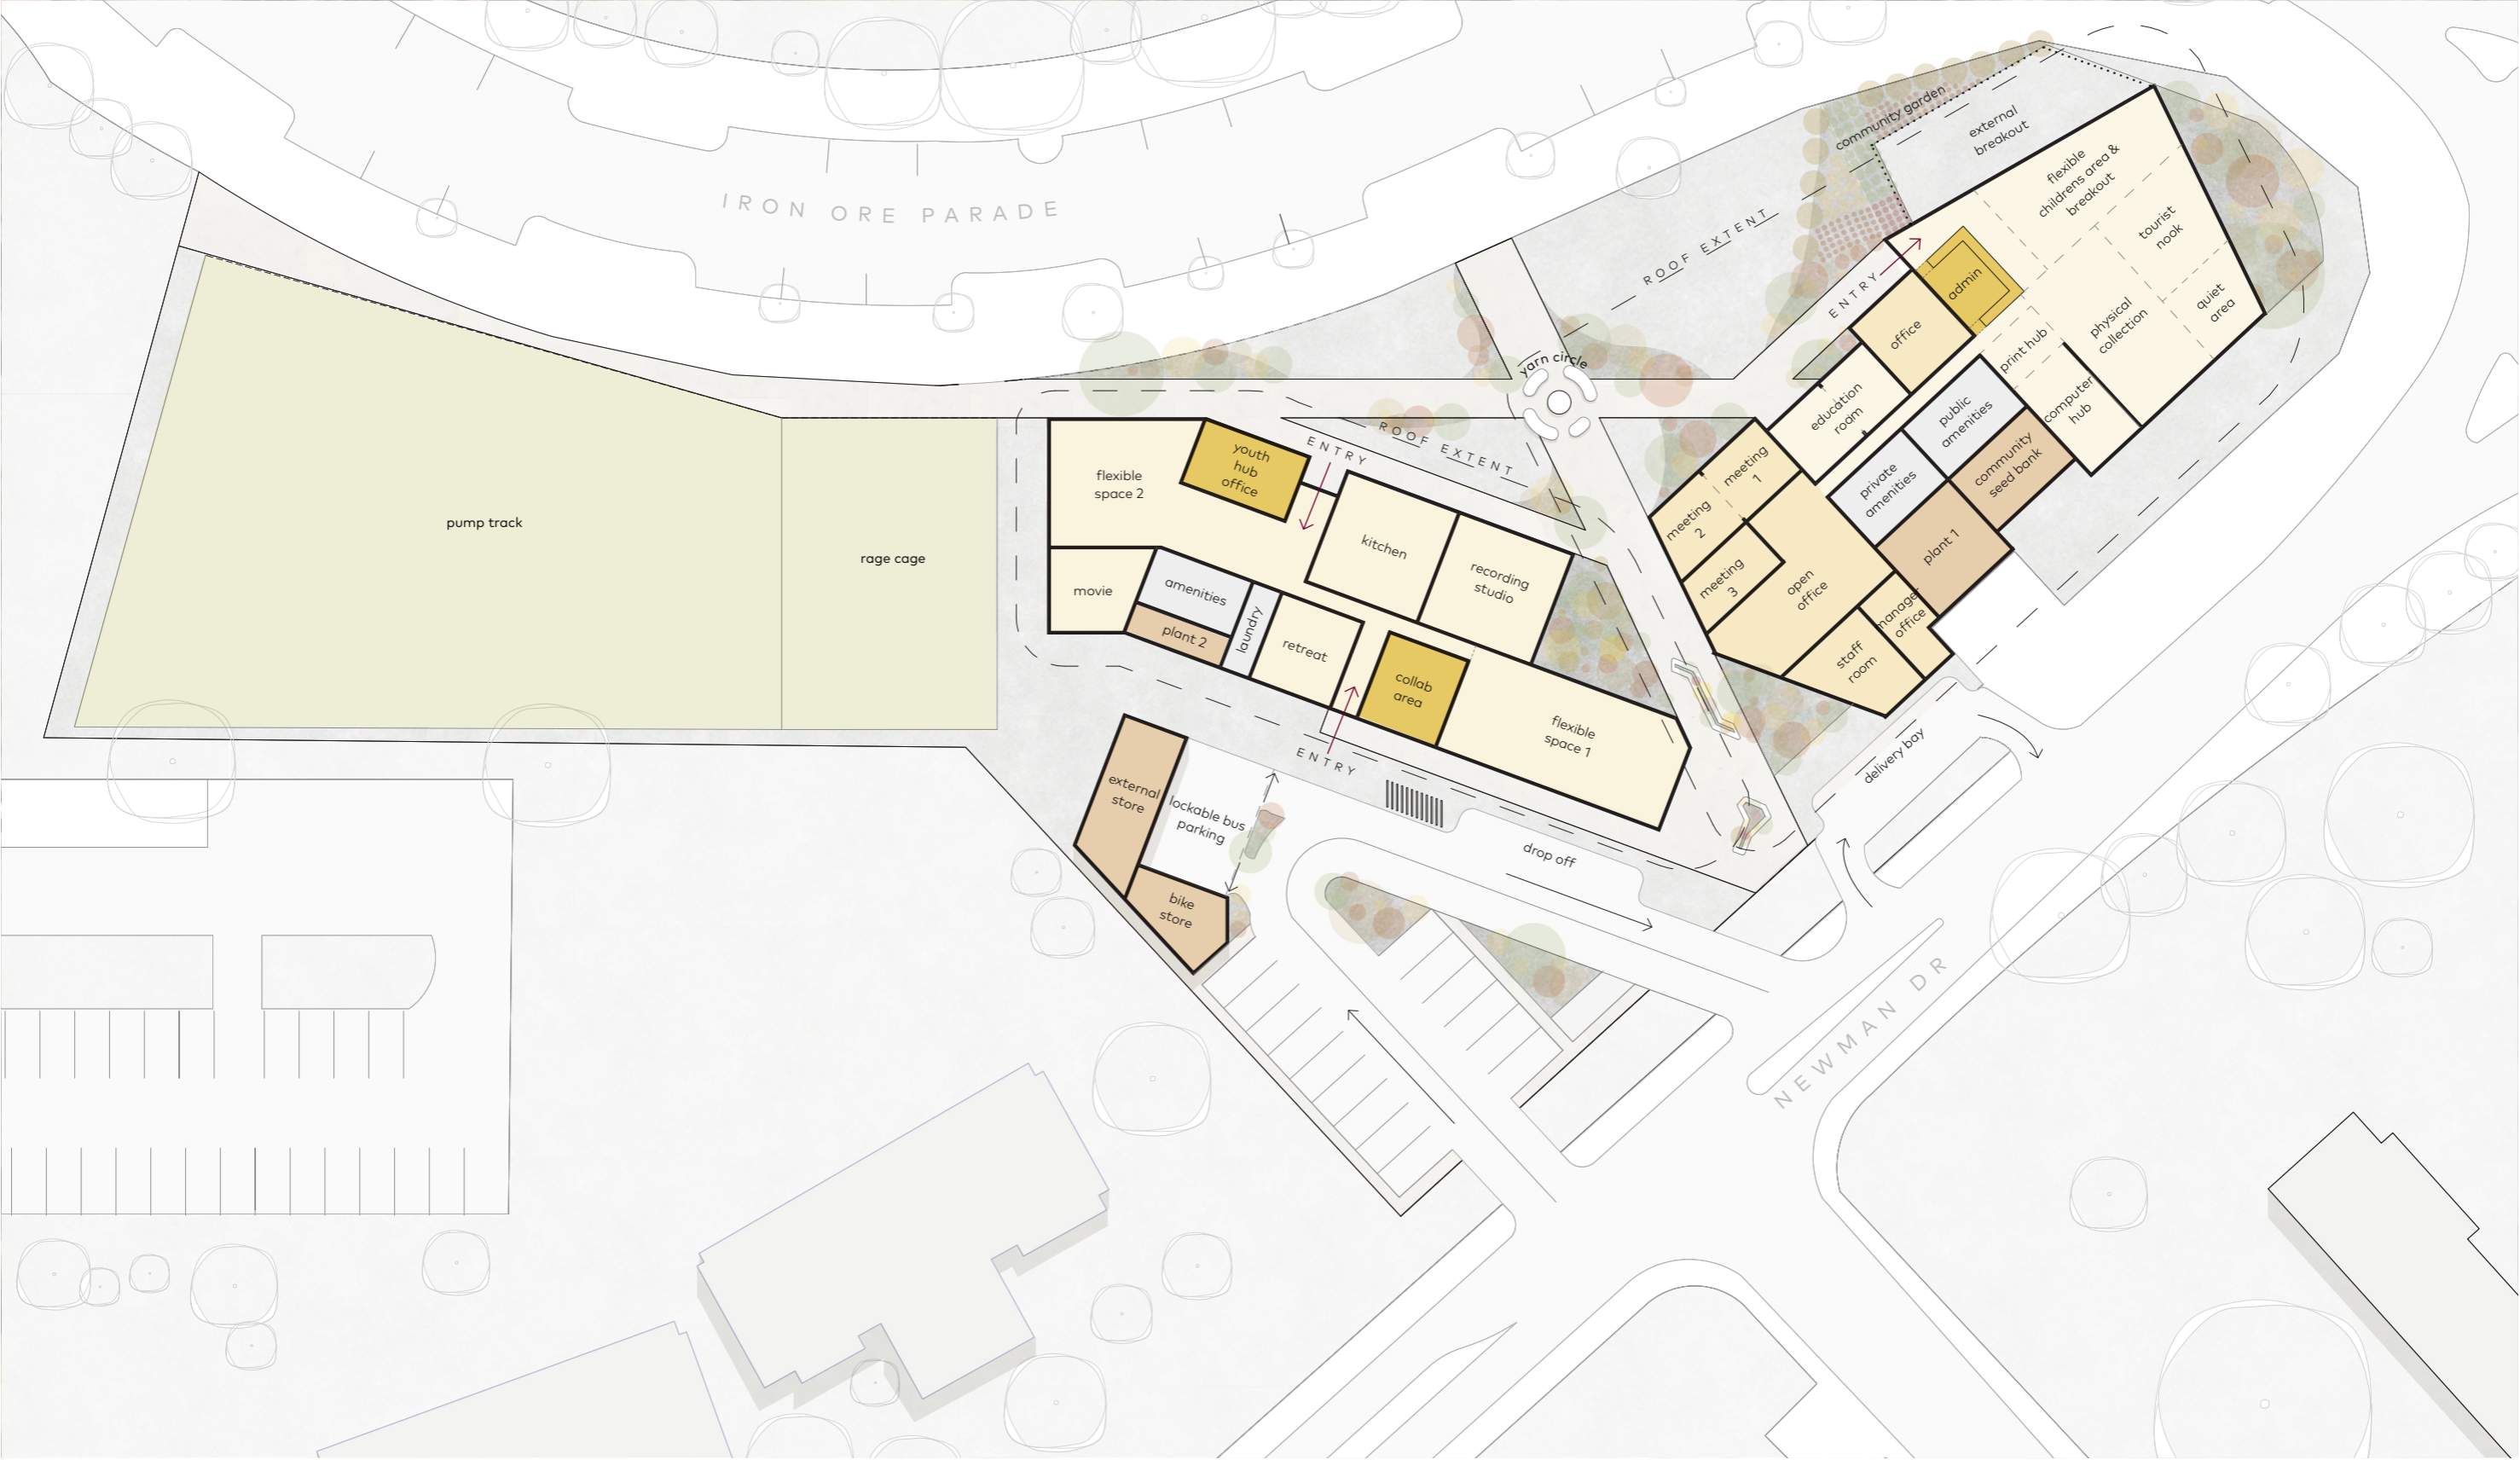 IRON ORE PARADE
community garden
external
breakout
flexible
childrens area &
breakout
tourist
nook
quiet
area
physical
collection
print hub
computer
hub
ROOF EXTENT
ENTRY
admin
office
education
room
public
amenities
private
amenities
community
seed bank
plant 1
meeting
1
meeting
2
meeting
3
open
office
manage
office
staff
room
yarn circle
ROOF EXTENT
ENTRY
pump track
rage cage
flexible
space 2
youth
hub
office
kitchen
recording
studio
movie
amenities
plant 2
laundry
retreat
collab
area
flexible
space 1
ENTRY
external
store
lockable bus
parking
bike
store
drop off
delivery bay
NEWMAN DR